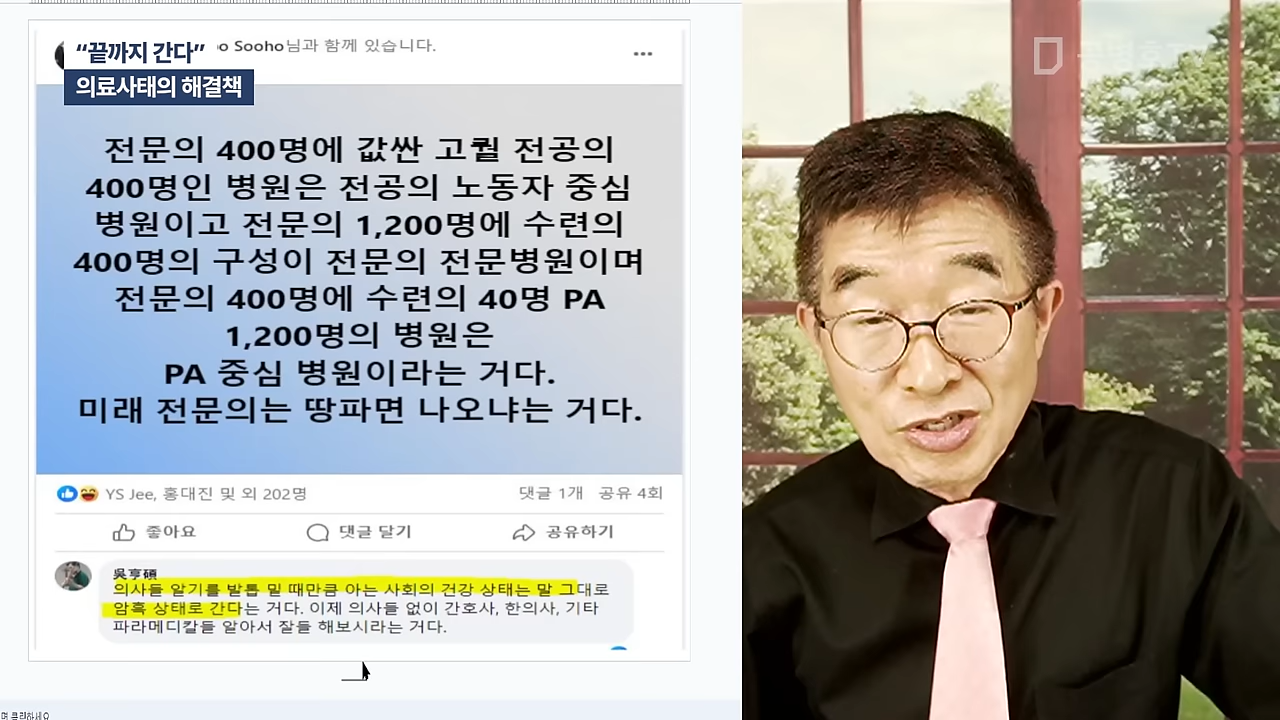 “끝까지 간다”
o Sooho님과 함께 있습니다.
의료사태의 해결책
전문의 400명에 값싼 고퀄 전공의
400명인 병원은 전공의 노동자 중심
병원이고 전문의 1,200명에 수련의
400명의 구성이 전문의 전문병원이며
전문의 400명에 수련의 40명 PA
1,200명의 병원은
PA 중심 병원이라는 거다.
미래 전문의는 땅파면 나오냐는 거다.
YS Jee, 홍대진 및 외 202명
댓글 1개 공유 4회
좋아요
댓글 달기
공유하기
吳亨碩
의사들 알기를 발톱 밑 때만큼 아는 사회의 건강 상태는 말 그대로
암흑 상태로 간다는 거다. 이제 의사들 없이 간호사, 한의사, 기타
파라메디칼들 알아서 잘들 해보시라는 거다.